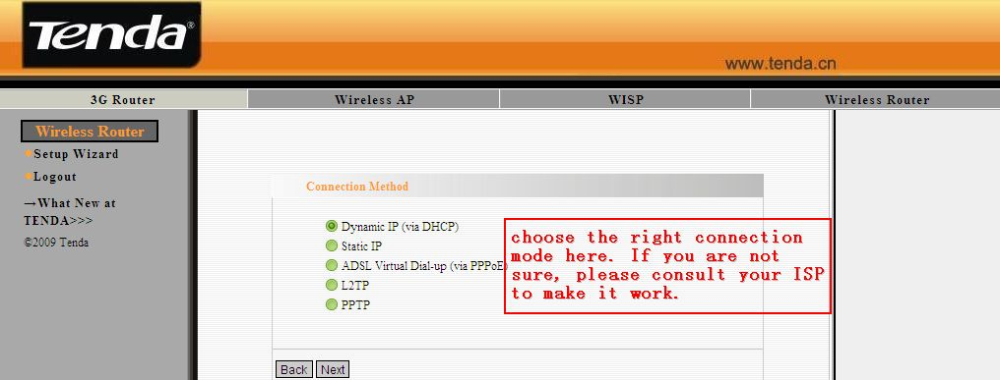 Tenda®
www.tenda.cn
3G Router
Wireless AP
WISP
Wireless Router
Wireless Router
Setup Wizard
Logout
→What New at
TENDA>>>
©2009 Tenda
Connection Method
Dynamic IP (via DHCP)
Static IP
ADSL Virtual Dial-up (via PPPoE)
L2TP
PPTP
choose the right connection
mode here. If you are not
sure, please consult your ISP
to make it work.
Back
Next